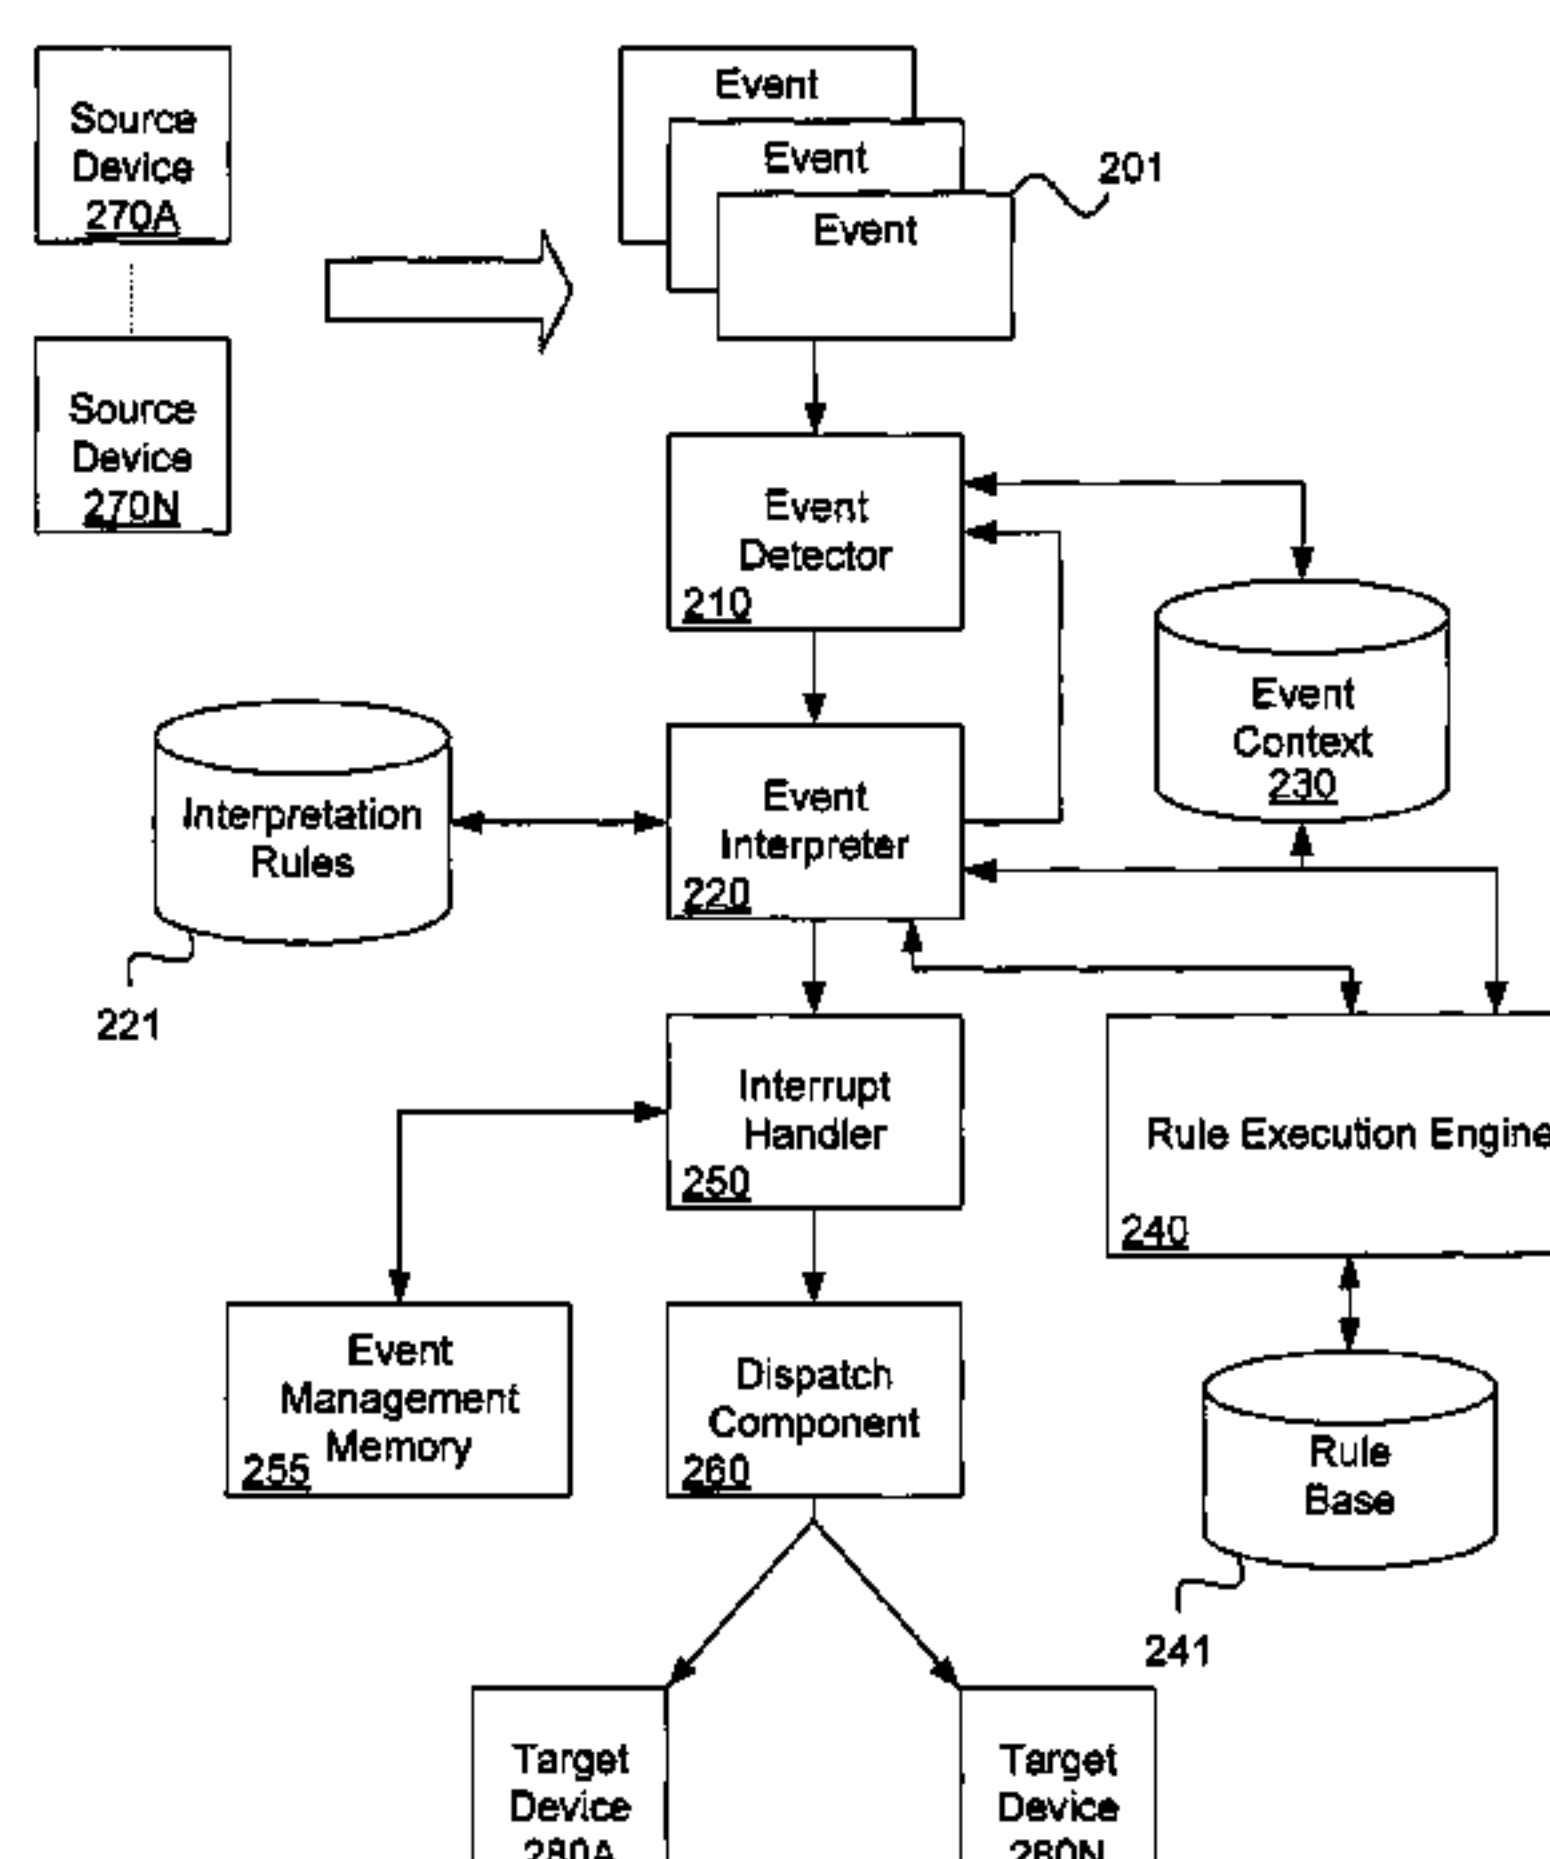 Source
Device
270A
Source
Device
270N
Event
Event
Event
201
Event
Detector
210
Event
Context
230
Interpretation
Rules
221
Event
Interpreter
220
Interrupt
Handler
250
Rule Execution Engine
240
Event
Management
Memory
255
Dispatch
Component
260
Rule
Base
241
Target
Device
280A
Target
Device
280N